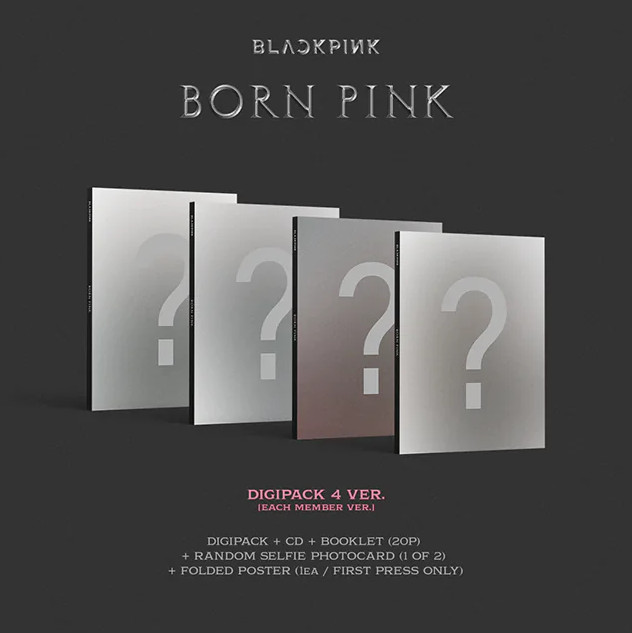 BLACKPINK
BORN PINK
?
?
?
?
DIGIPACK 4 VER.
[EACH MEMBER VER.]
DIGIPACK + CD + BOOKLET (20P)
+ RANDOM SELFIE PHOTOCARD (1 OF 2)
+ FOLDED POSTER (1EA / FIRST PRESS ONLY)